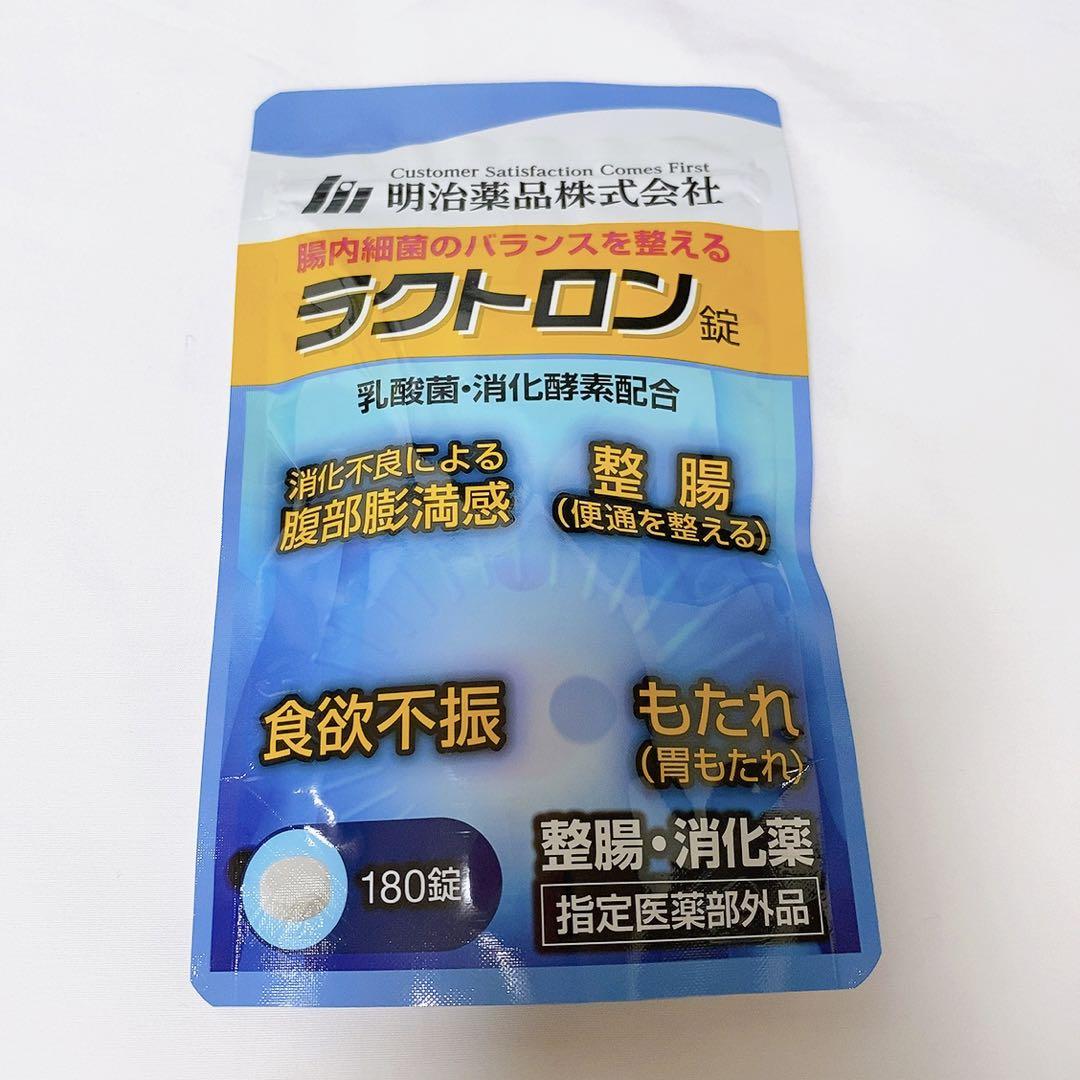 Customer Satisfaction Comes First
明治薬品株式会社
腸内細菌のバランスを整える
ラクトロン錠
乳酸菌・消化酵素配合
消化不良による
腹部膨満感
整腸
(便通を整える)
食欲不振
もたれ
(胃もたれ)
整腸・消化薬
180錠
指定医薬部外品